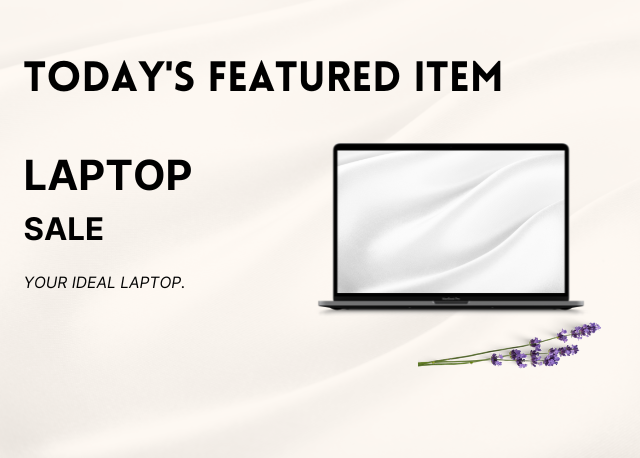 TODAY'S FEATURED ITEM
LAPTOP
SALE
YOUR IDEAL LAPTOP.